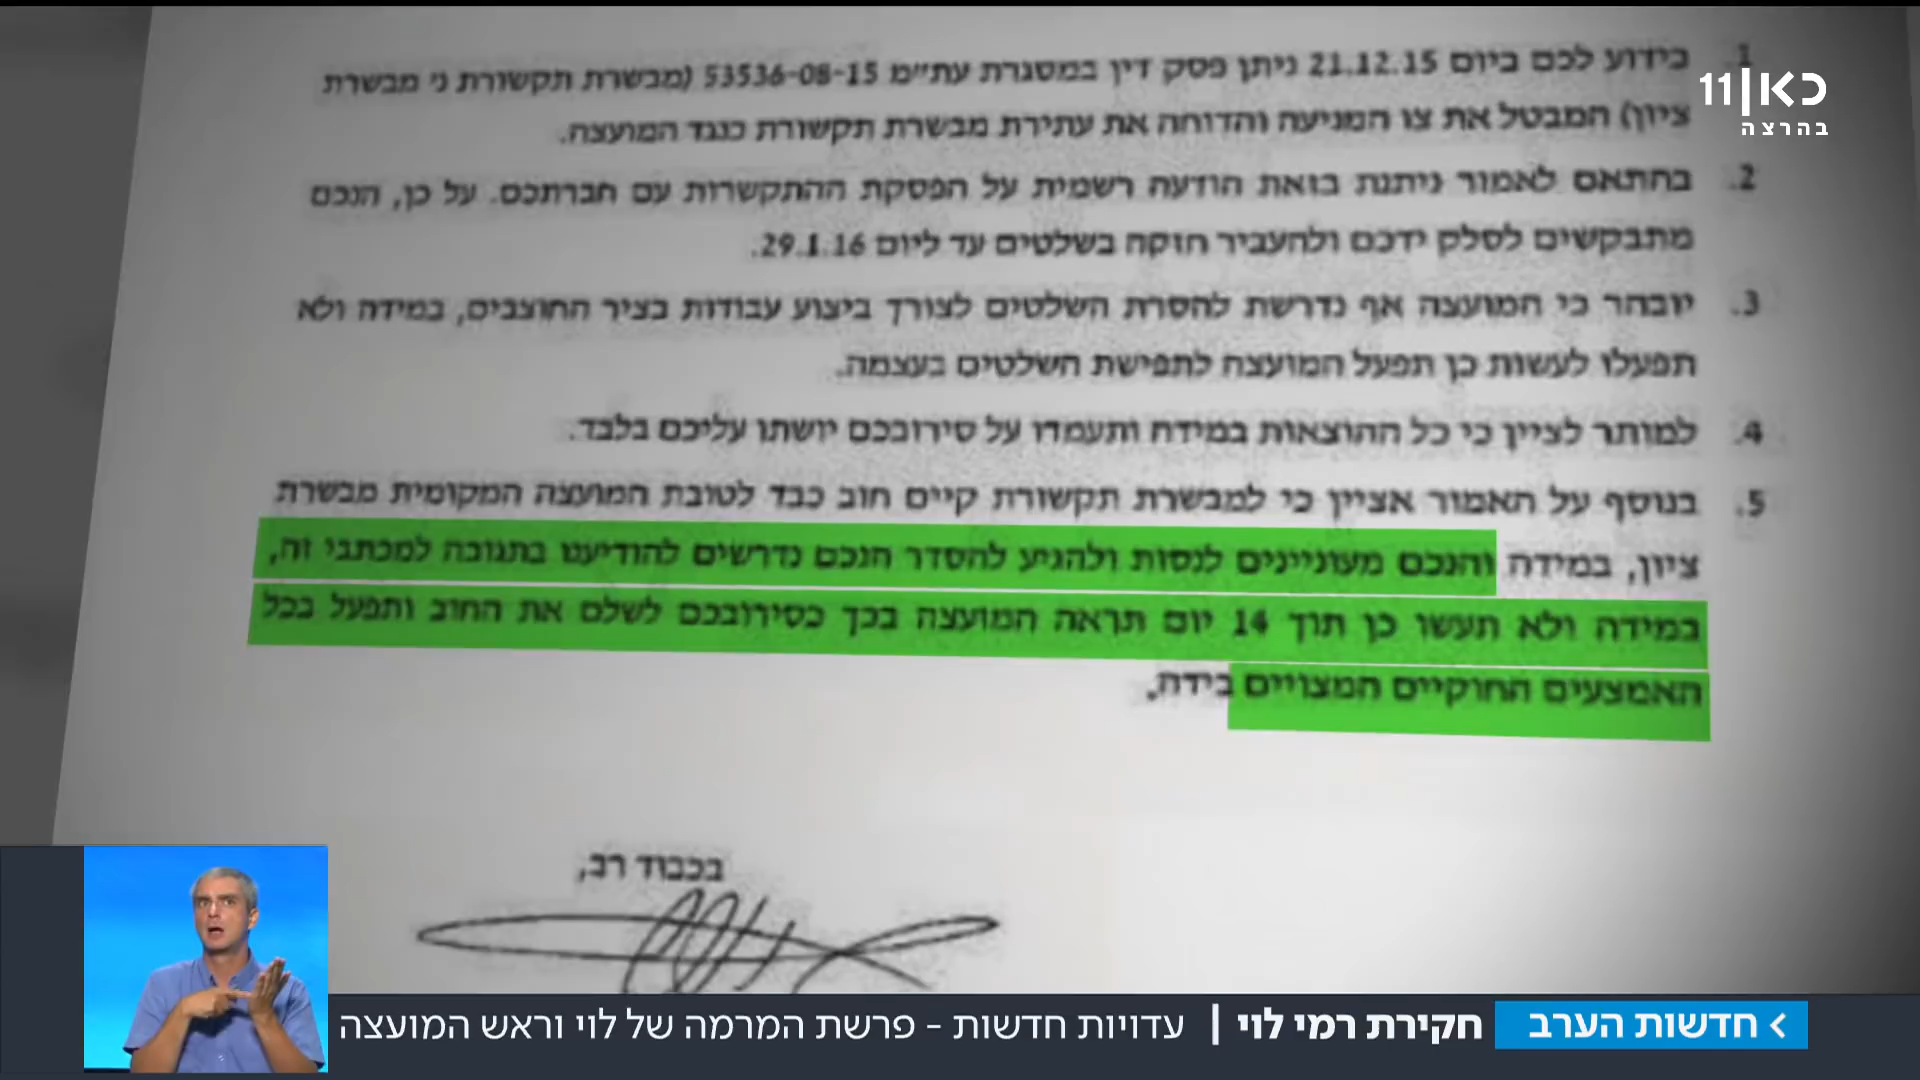 כאן 11
בהרצה
1. כידוע לכם ביום 21.12.15 ניתן פסק דין במסגרת עת״מ 53536-08-15 (מבשרת תקשורת נ׳ מבשרת
ציון) המבטל את צו המניעה והדוחה את עתירת מבשרת תקשורת כנגד המועצה.
2. בהתאם לאמור ניתנת בזאת הודעה רשמית על הפסקת ההתקשרות עם חברתכם. על כן, הנכם
מתבקשים לסלק ידכם ולהעביר חזקה בשלטים עד ליום 29.1.16.
3. יובהר כי המועצה אף נדרשת להסרת השלטים לצורך ביצוע עבודות בציר החוצבים, במידה ולא
תפעלו לעשות כן תפעל המועצה לתפישת השלטים בעצמה.
4. למותר לציין כי כל ההוצאות במידה ותעמדו על סירובכם יושתו עליכם בלבד.
5. בנוסף על האמור אציין כי למבשרת תקשורת קיים חוב כבד לטובת המועצה המקומית מבשרת
ציון, במידה והנכם מעוניינים לנסות ולהגיע להסדר הנכם נדרשים להודיענו בתגובה למכתבי זה,
במידה ולא תעשו כן תוך 14 יום תראה המועצה בכך כסירובכם לשלם את החוב ותפעל בכל
האמצעים החוקיים המצויים בידה.
בכבוד רב,
חדשות הערב
חקירת רמי לוי | עדויות חדשות - פרשת המרמה של לוי וראש המועצה